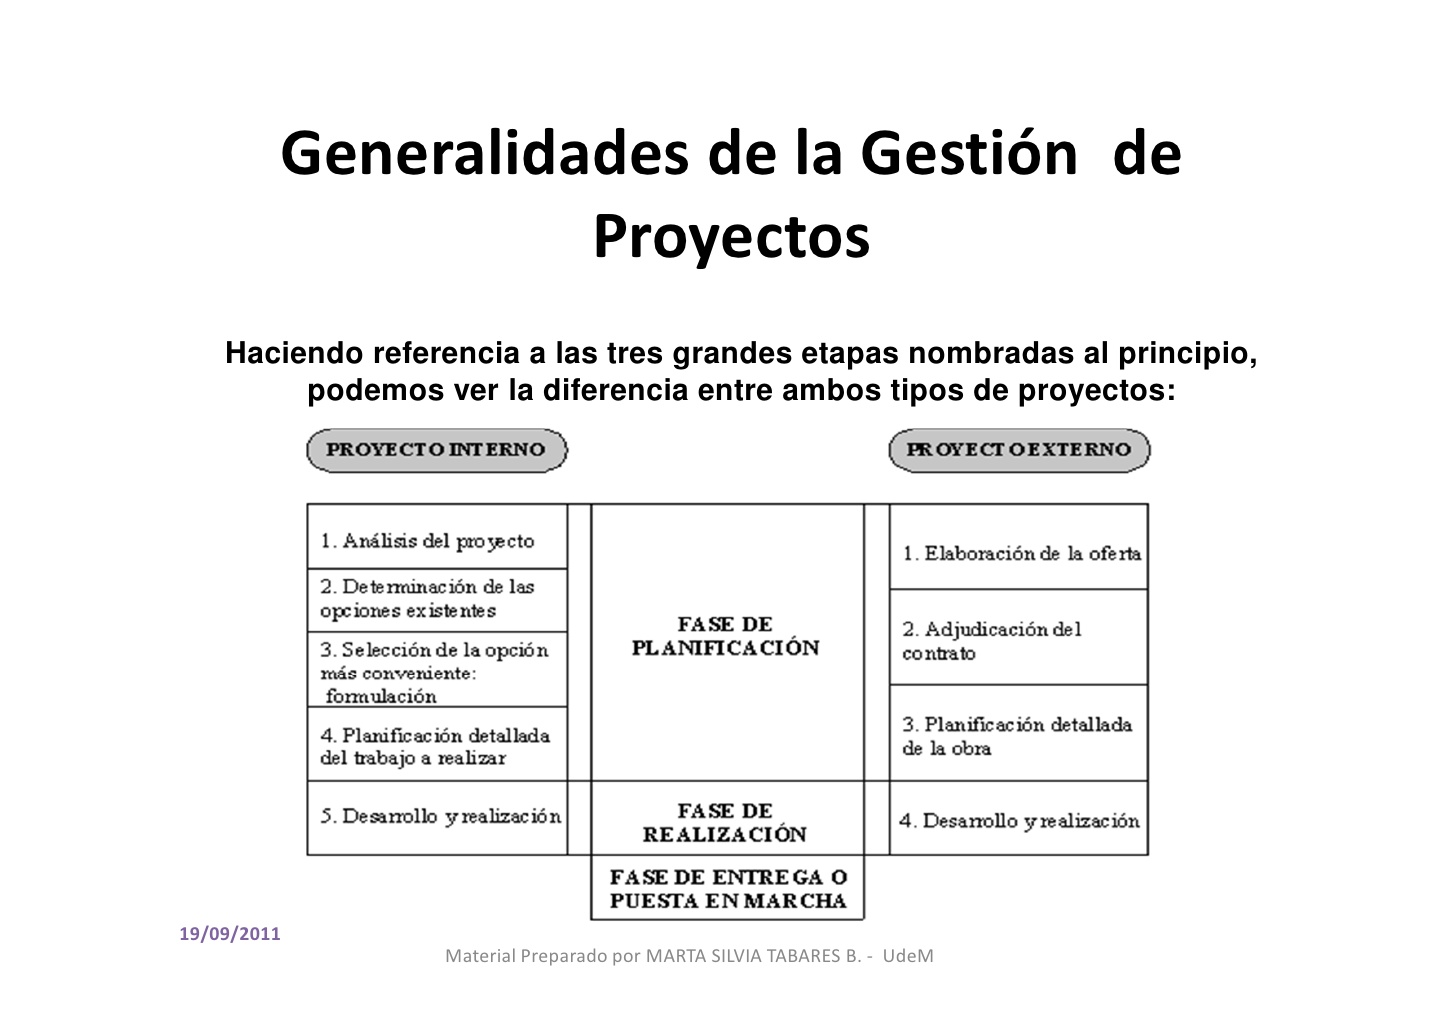 Generalidades de la Gestión  de
Proyectos
Haciendo referencia a las tres grandes etapas nombradas al principio,
podemos ver la diferencia entre ambos tipos de proyectos:
PROYECTO INTERNO
PROYECTO EXTERNO
1. Análisis del proyecto
2. Determinación de las
opciones existentes
3. Selección de la opción
más conveniente:
formulación
4. Planificación detallada
del trabajo a realizar
5. Desarrollo y realización
FASE DE
PLANIFICACIÓN
FASE DE
REALIZACIÓN
FASE DE ENTREGA O
PUESTA EN MARCHA
1. Elaboración de la oferta
2. Adjudicación del
contrato
3. Planificación detallada
de la obra
4. Desarrollo y realización
19/09/2011
Material Preparado por MARTA SILVIA TABARES B. -  UdeM